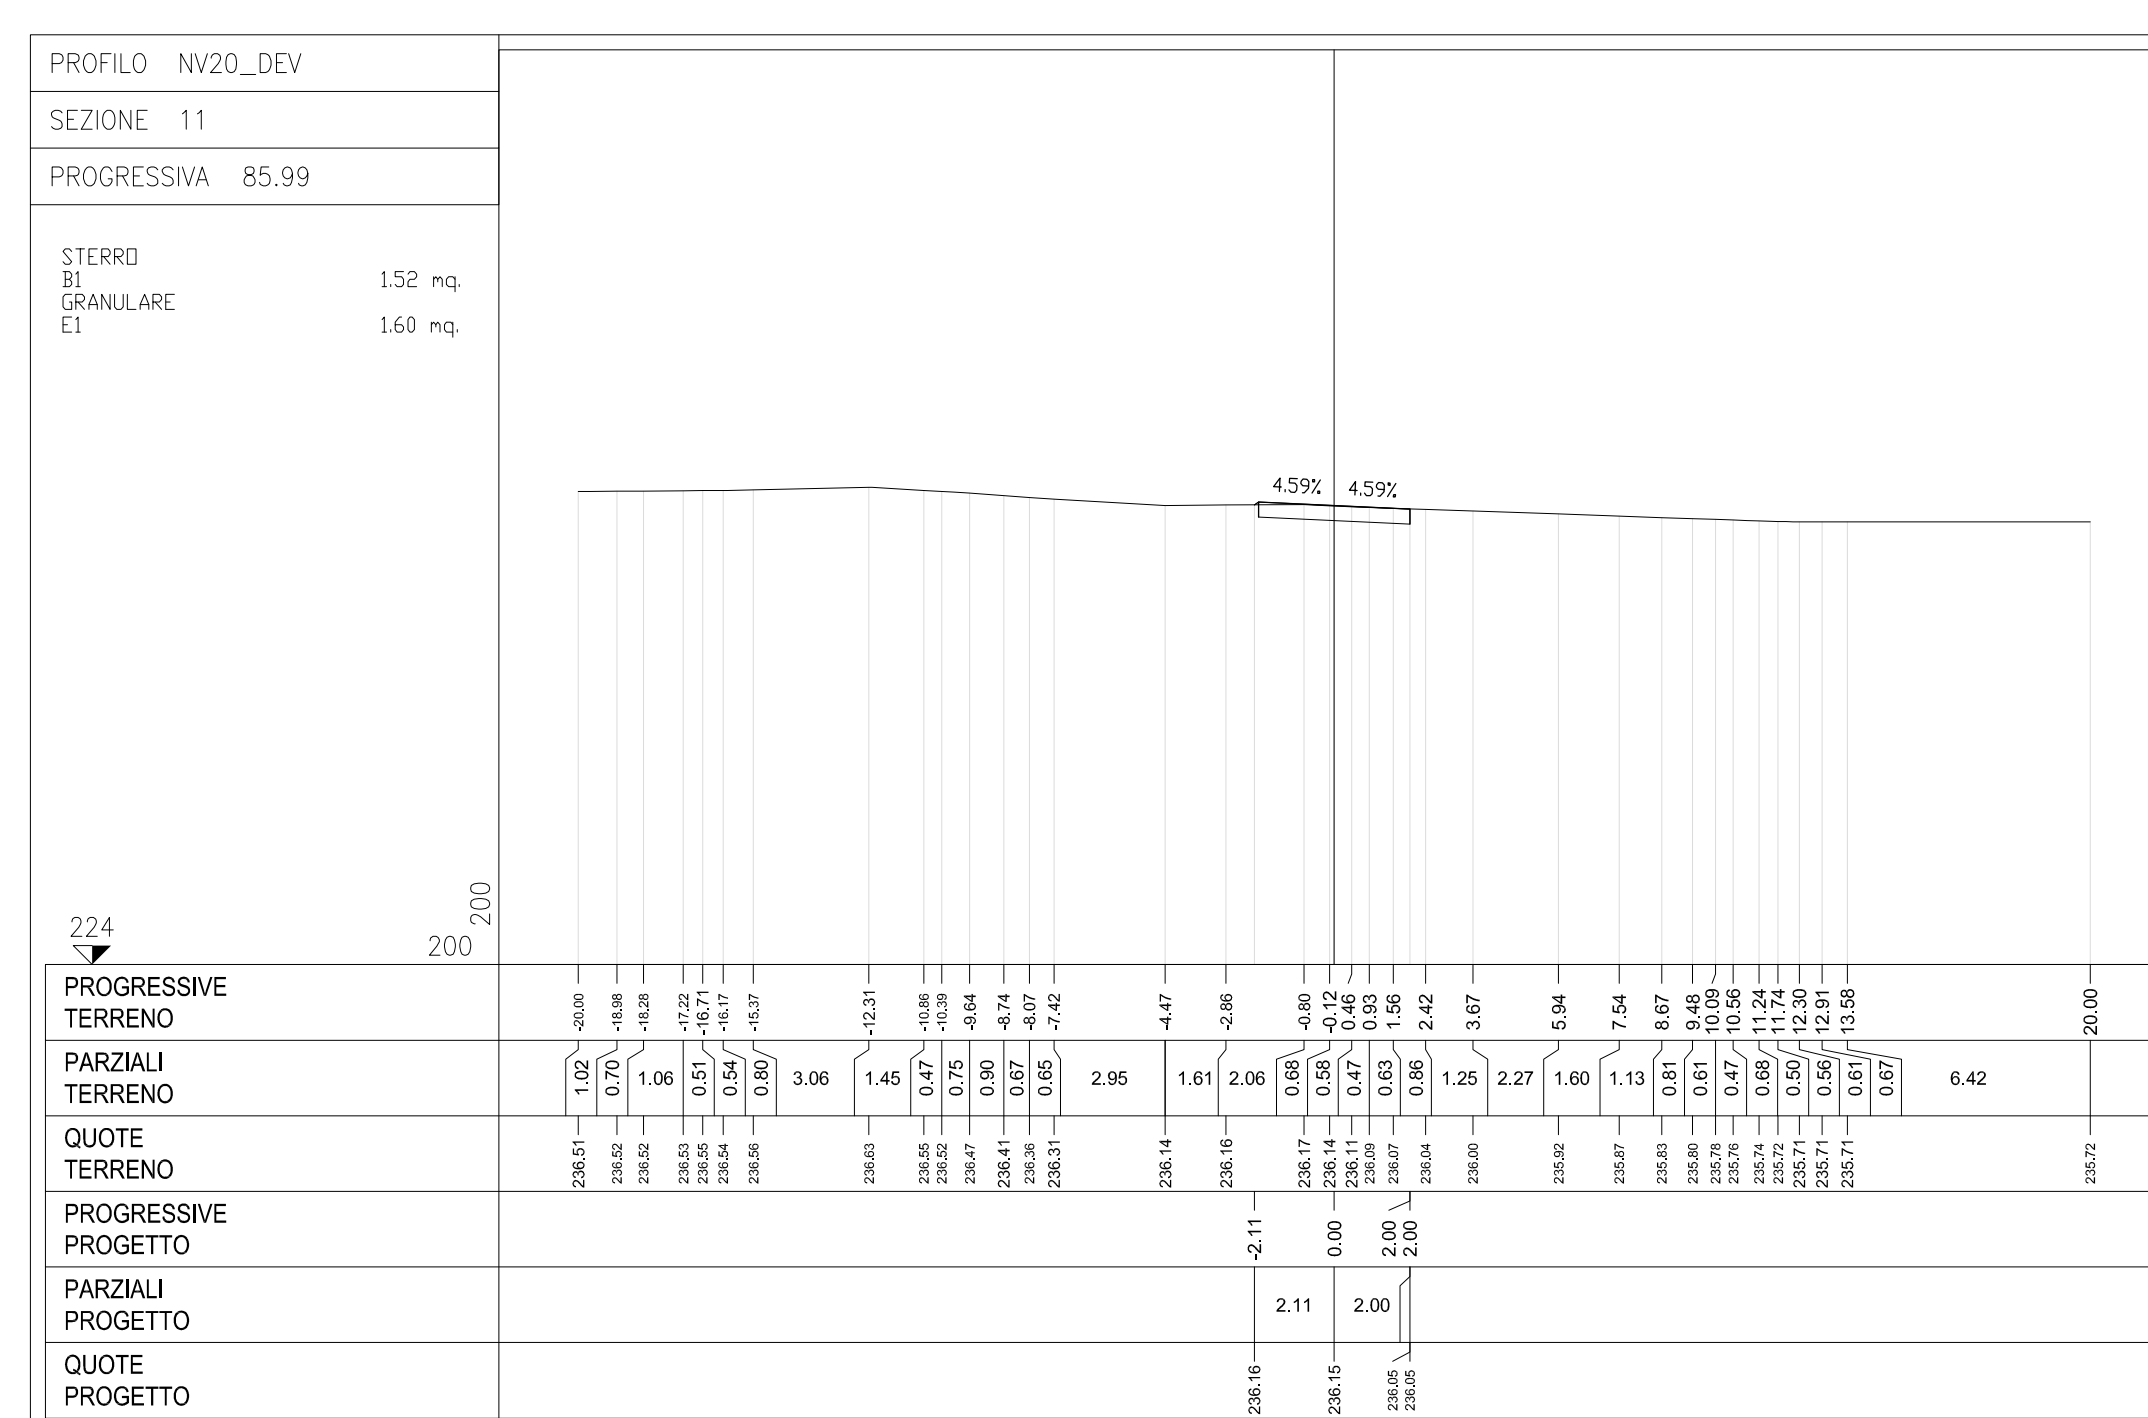 PROFILO NV20_DEV
SEZIONE 11
PROGRESSIVA 85.99
STERRO
B1 1.52 mq.
GRANULARE
E1 1.60 mq.
4.59% 4.59%
224
200
200
PROGRESSIVE
TERRENO
-20.00 -18.98 -18.28 -17.22 -16.71 -16.17 -15.37 -12.31 -10.86 -10.39 -9.64 -8.74 -8.07 -7.42 -4.47 -2.86 -0.80 -0.12 0.46 0.93 1.56 2.42 3.67 5.94 7.54 8.67 9.48 10.09 10.56 11.24 11.74 12.30 12.91 13.58 20.00
PARZIALI
TERRENO
1.02 0.70 1.06 0.51 0.54 0.80 3.06 1.45 0.47 0.75 0.90 0.67 0.65 2.95 1.61 2.06 0.68 0.58 0.47 0.63 0.86 1.25 2.27 1.60 1.13 0.81 0.61 0.47 0.68 0.50 0.56 0.61 0.67 6.42
QUOTE
TERRENO
236.51 236.52 236.52 236.53 236.55 236.54 236.56 236.63 236.55 236.52 236.47 236.41 236.36 236.31 236.14 236.16 236.17 236.14 236.11 236.09 236.07 236.04 236.00 235.92 235.87 235.83 235.80 235.78 235.76 235.74 235.72 235.71 235.71 235.71 235.72
PROGRESSIVE
PROGETTO
-2.11 0.00 2.00 2.00
PARZIALI
PROGETTO
2.11 2.00
QUOTE
PROGETTO
236.16 236.15 236.05 236.05